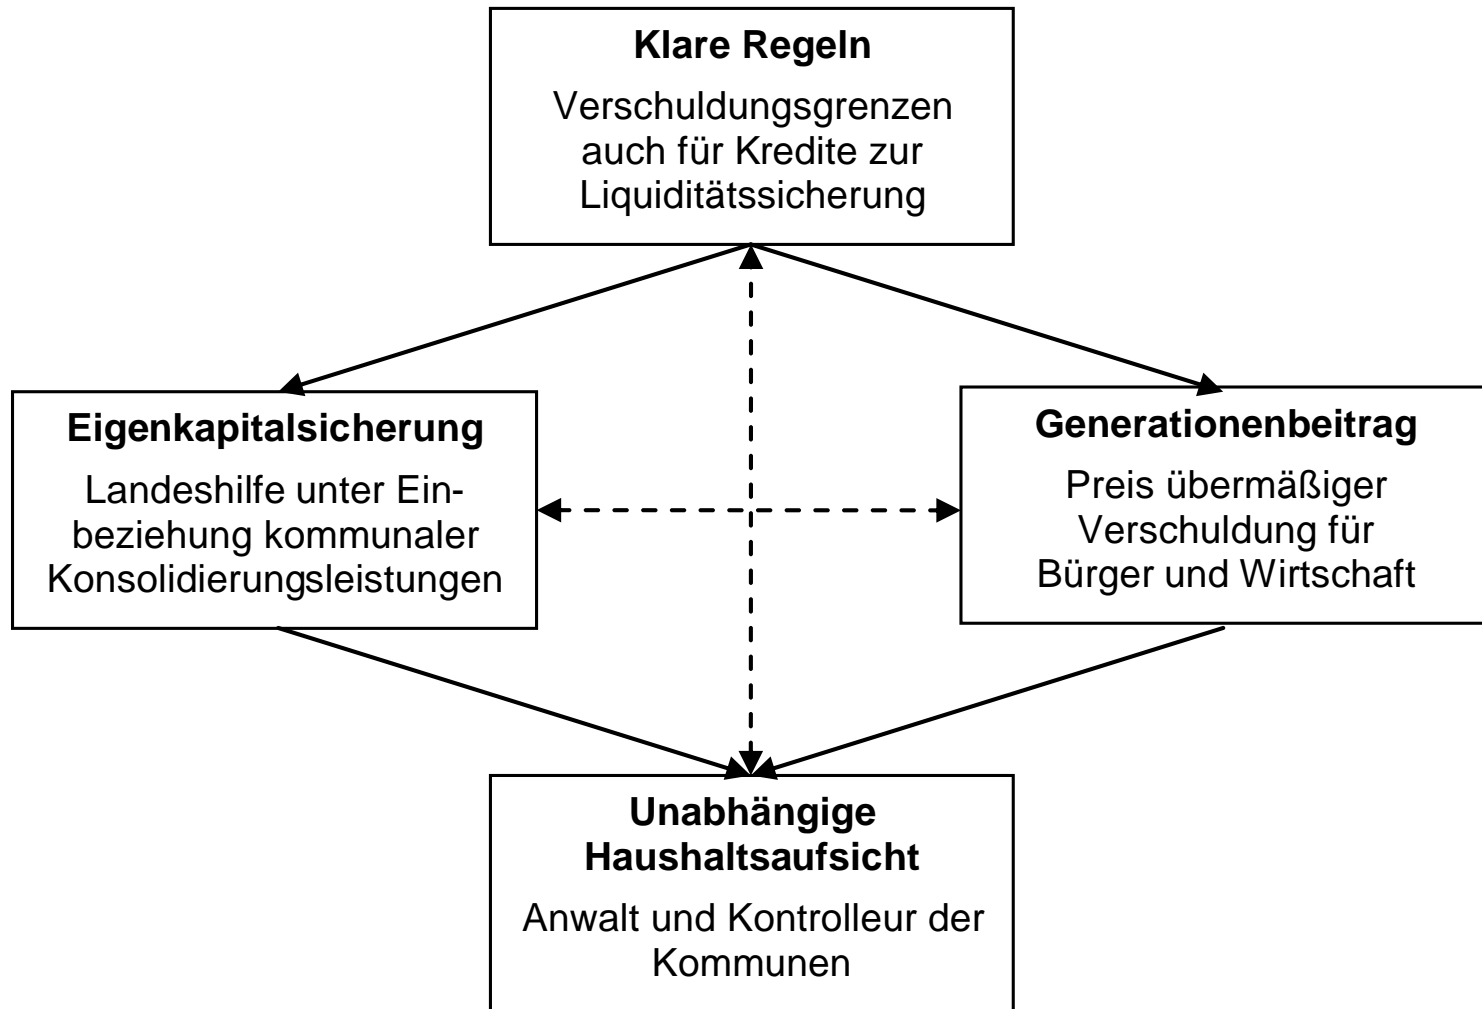 Klare Regeln
Verschuldungsgrenzen
auch für Kredite zur
Liquiditätssicherung
Eigenkapitalsicherung
Landeshilfe unter Ein-
beziehung kommunaler
Konsolidierungsleistungen
Generationenbeitrag
Preis übermäßiger
Verschuldung für
Bürger und Wirtschaft
Unabhängige
Haushaltsaufsicht
Anwalt und Kontrolleur der
Kommunen